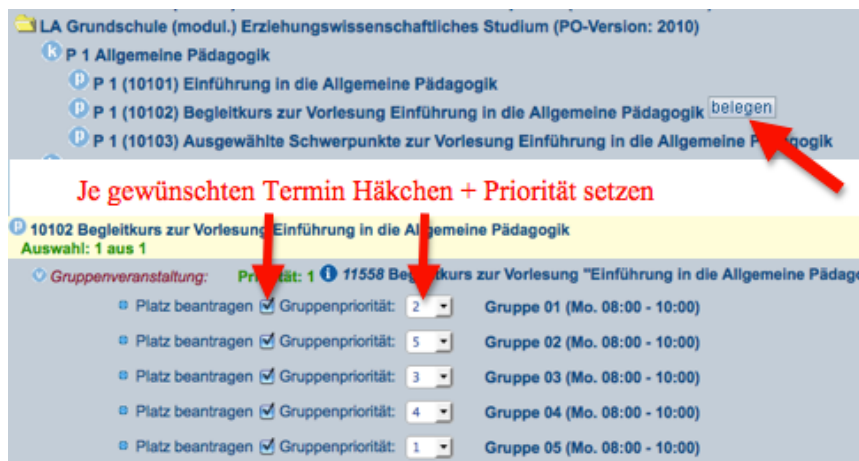 LA Grundschule (modul.) Erziehungswissenschaftliches Studium (PO-Version: 2010)
k P 1 Allgemeine Pädagogik
p P 1 (10101) Einführung in die Allgemeine Pädagogik
p P 1 (10102) Begleitkurs zur Vorlesung Einführung in die Allgemeine Pädagogik belegen
p P 1 (10103) Ausgewählte Schwerpunkte zur Vorlesung Einführung in die Allgemeine
Je gewünschten Termin Häkchen + Priorität setzen
p 10102 Begleitkurs zur Vorlesung Einführung in die Allgemeine Pädagogik
Auswahl: 1 aus 1
Gruppenveranstaltung: Priorität: 1 i 11558 Begleitkurs zur Vorlesung "Einführung in die Allgemeine Pädago
Platz beantragen Gruppenpriorität: 2 Gruppe 01 (Mo. 08:00 - 10:00)
Platz beantragen Gruppenpriorität: 5 Gruppe 02 (Mo. 08:00 - 10:00)
Platz beantragen Gruppenpriorität: 3 Gruppe 03 (Mo. 08:00 - 10:00)
Platz beantragen Gruppenpriorität: 4 Gruppe 04 (Mo. 08:00 - 10:00)
Platz beantragen Gruppenpriorität: 1 Gruppe 05 (Mo. 08:00 - 10:00)